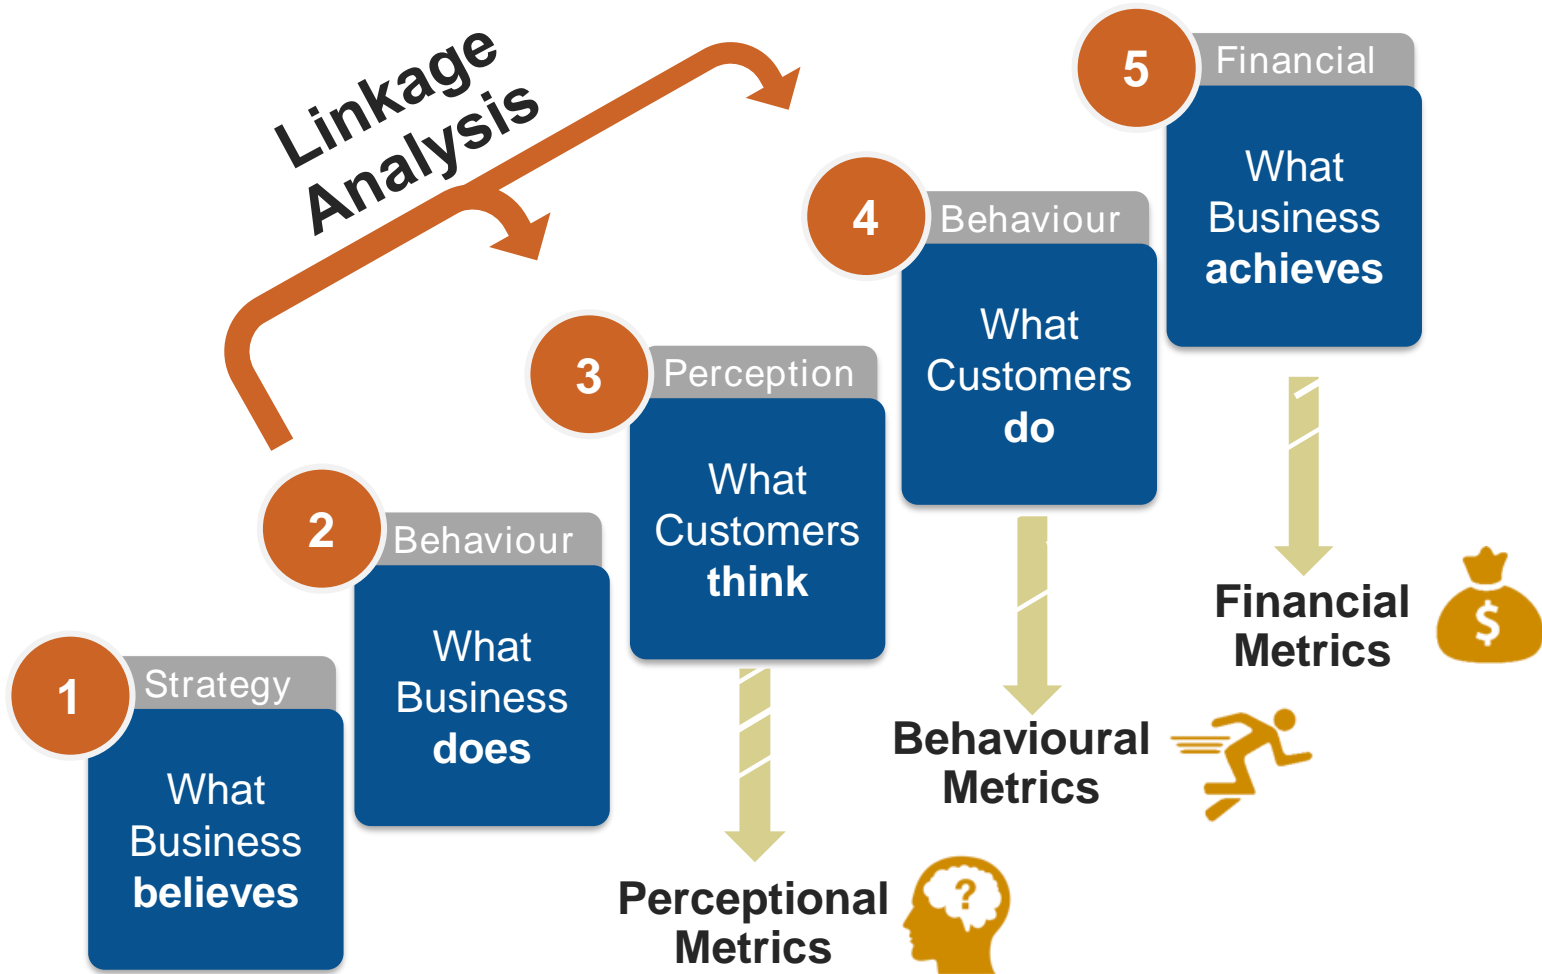 Linkage
Analysis
1
Strategy
What
Business
believes
2
Behaviour
What
Business
does
3
Perception
What
Customers
think
4
Behaviour
What
Customers
do
5
Financial
What
Business
achieves
Perceptional
Metrics
?
Behavioural
Metrics
Financial
Metrics
$